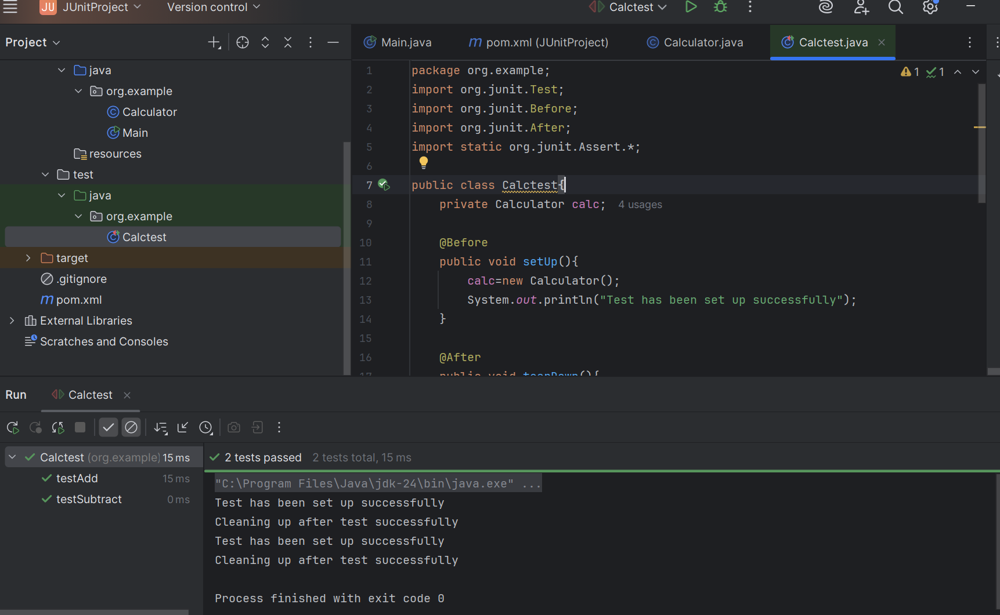 JU JUnitProject Version control Calctest
Project
Main.java
pom.xml (JUnitProject)
Calculator.java
Calctest.java
java
org.example
Calculator
Main
resources
test
java
org.example
Calctest
target
.gitignore
pom.xml
External Libraries
Scratches and Consoles
1 package org.example;
2 import org.junit.Test;
3 import org.junit.Before;
4 import org.junit.After;
5 import static org.junit.Assert.*;
6
7 public class Calctest{
8 private Calculator calc; 4 usages
9
10 @Before
11 public void setUp(){
12 calc=new Calculator();
13 System.out.println("Test has been set up successfully");
14 }
15
16 @After
17 public void tearDown(){
1 1
Run Calctest
Calctest (org.example) 15 ms
testAdd 15 ms
testSubtract 0 ms
2 tests passed 2 tests total, 15 ms
"C:\Program Files\Java\jdk-24\bin\java.exe" ...
Test has been set up successfully
Cleaning up after test successfully
Test has been set up successfully
Cleaning up after test successfully
Process finished with exit code 0